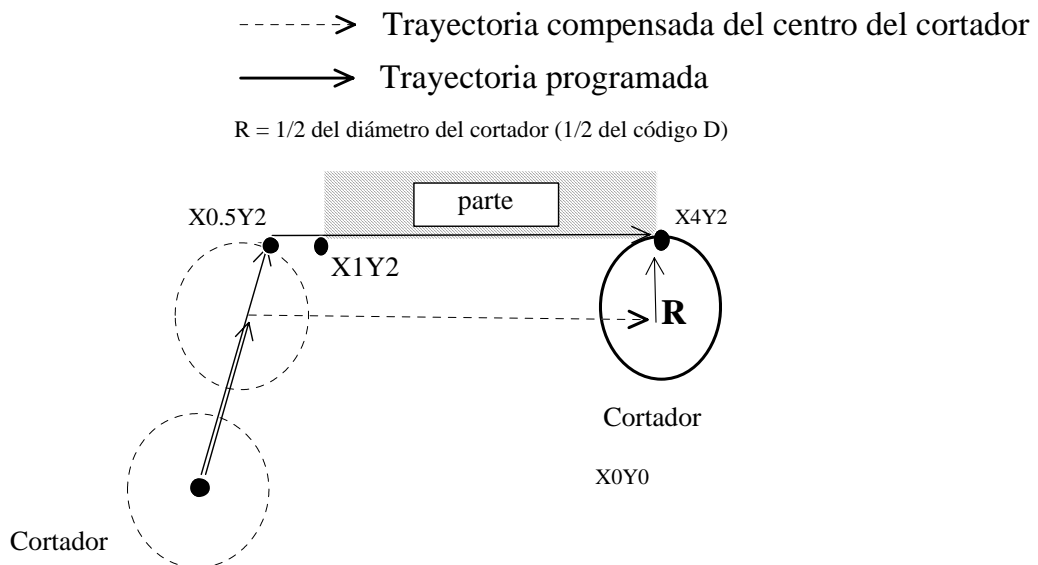 Trayectoria compensada del centro del cortador
Trayectoria programada
R = 1/2 del diámetro del cortador (1/2 del código D)
parte
X0.5Y2
X4Y2
X1Y2
R
Cortador
X0Y0
Cortador